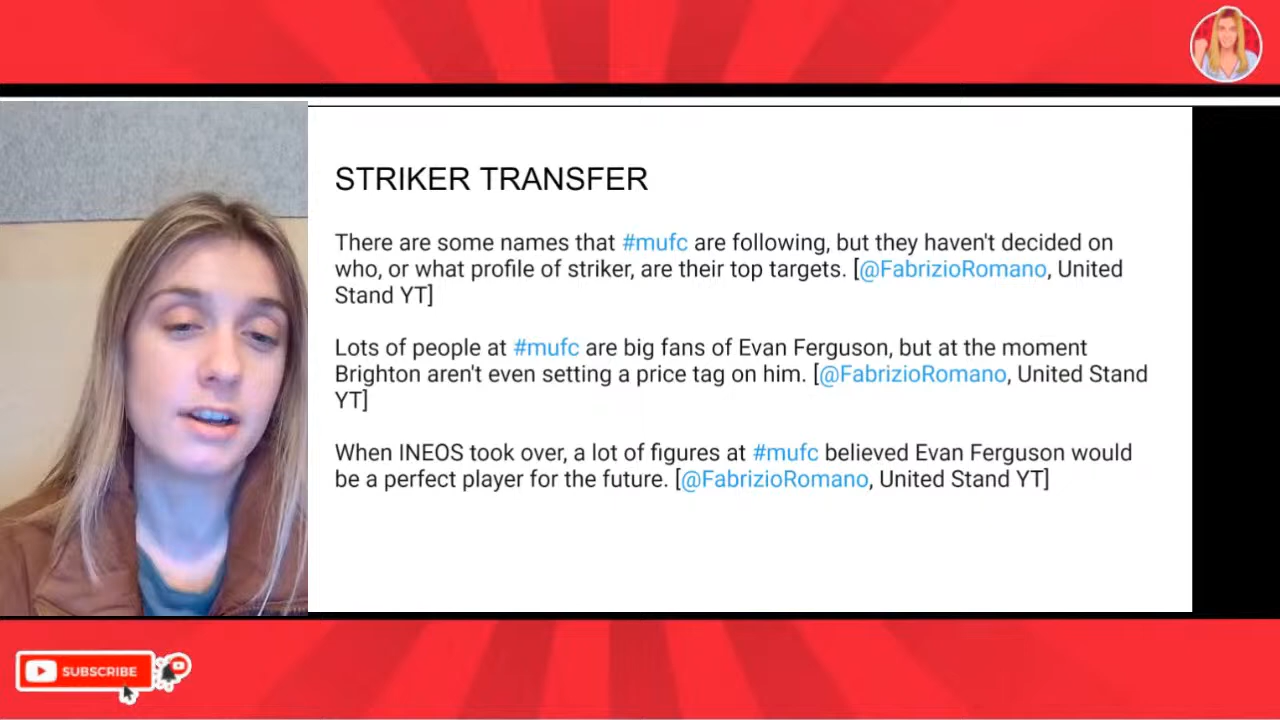 STRIKER TRANSFER
There are some names that #mufc are following, but they haven't decided on
who, or what profile of striker, are their top targets. [@FabrizioRomano, United
Stand YT]
Lots of people at #mufc are big fans of Evan Ferguson, but at the moment
Brighton aren't even setting a price tag on him. [@FabrizioRomano, United Stand
YT]
When INEOS took over, a lot of figures at #mufc believed Evan Ferguson would
be a perfect player for the future. [@FabrizioRomano, United Stand YT]
SUBSCRIBE